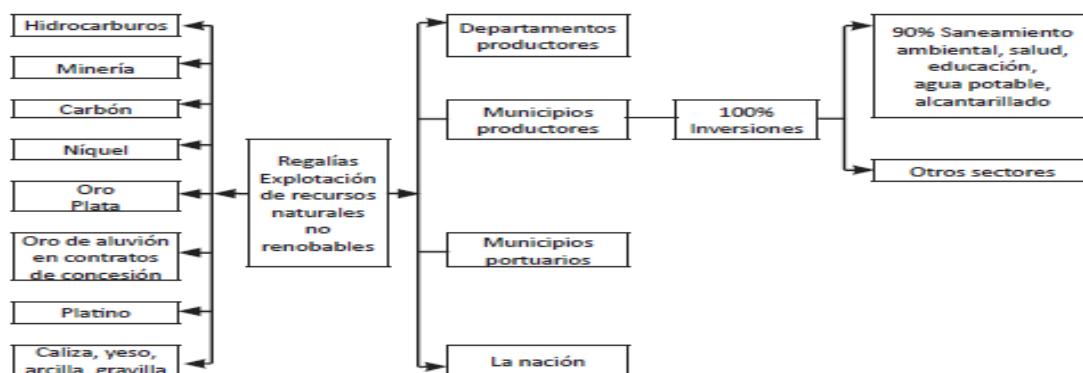 Hidrocarburos
Minería
Carbón
Níquel
Oro
Plata
Oro de aluvión
en contratos
de concesión
Platino
Caliza, yeso,
arcilla, gravilla
Regalías
Explotación
de recursos
naturales
no
renobables
Departamentos
productores
Municipios
productores
Municipios
portuarios
La nación
100%
Inversiones
90% Saneamiento
ambiental, salud,
educación,
agua potable,
alcantarillado
Otros sectores